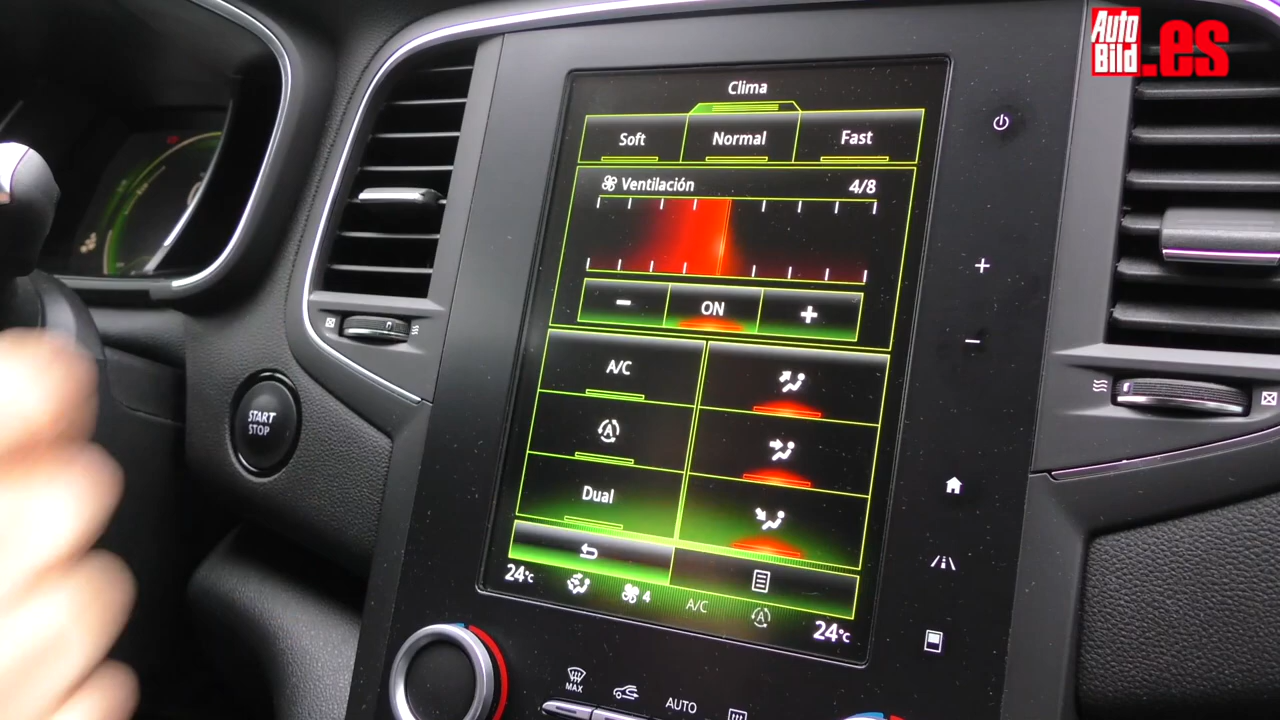 Auto
Bild
.es
Clima
Soft
Normal
Fast
Ventilación
4/8
−
ON
+
A/C
A
Dual
START
STOP
24°c
4
A/C
A
24°c
MAX
AUTO
+
−